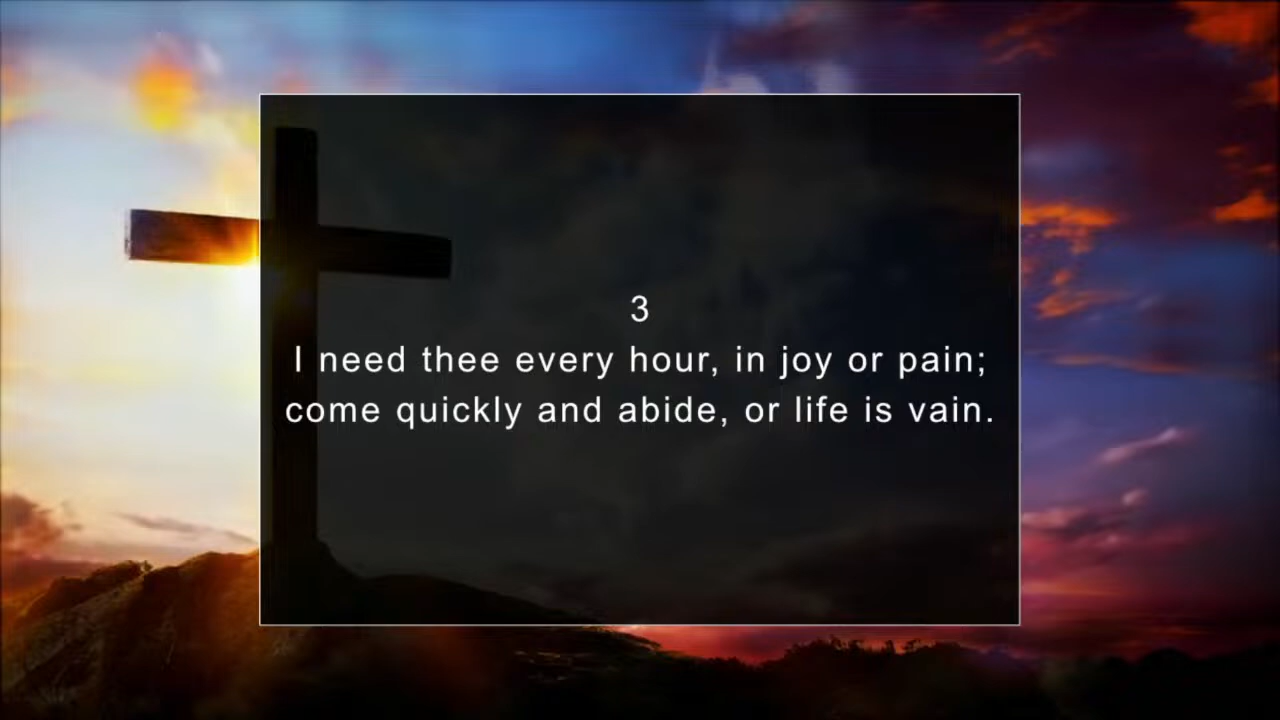 3
I need thee every hour, in joy or pain;
come quickly and abide, or life is vain.